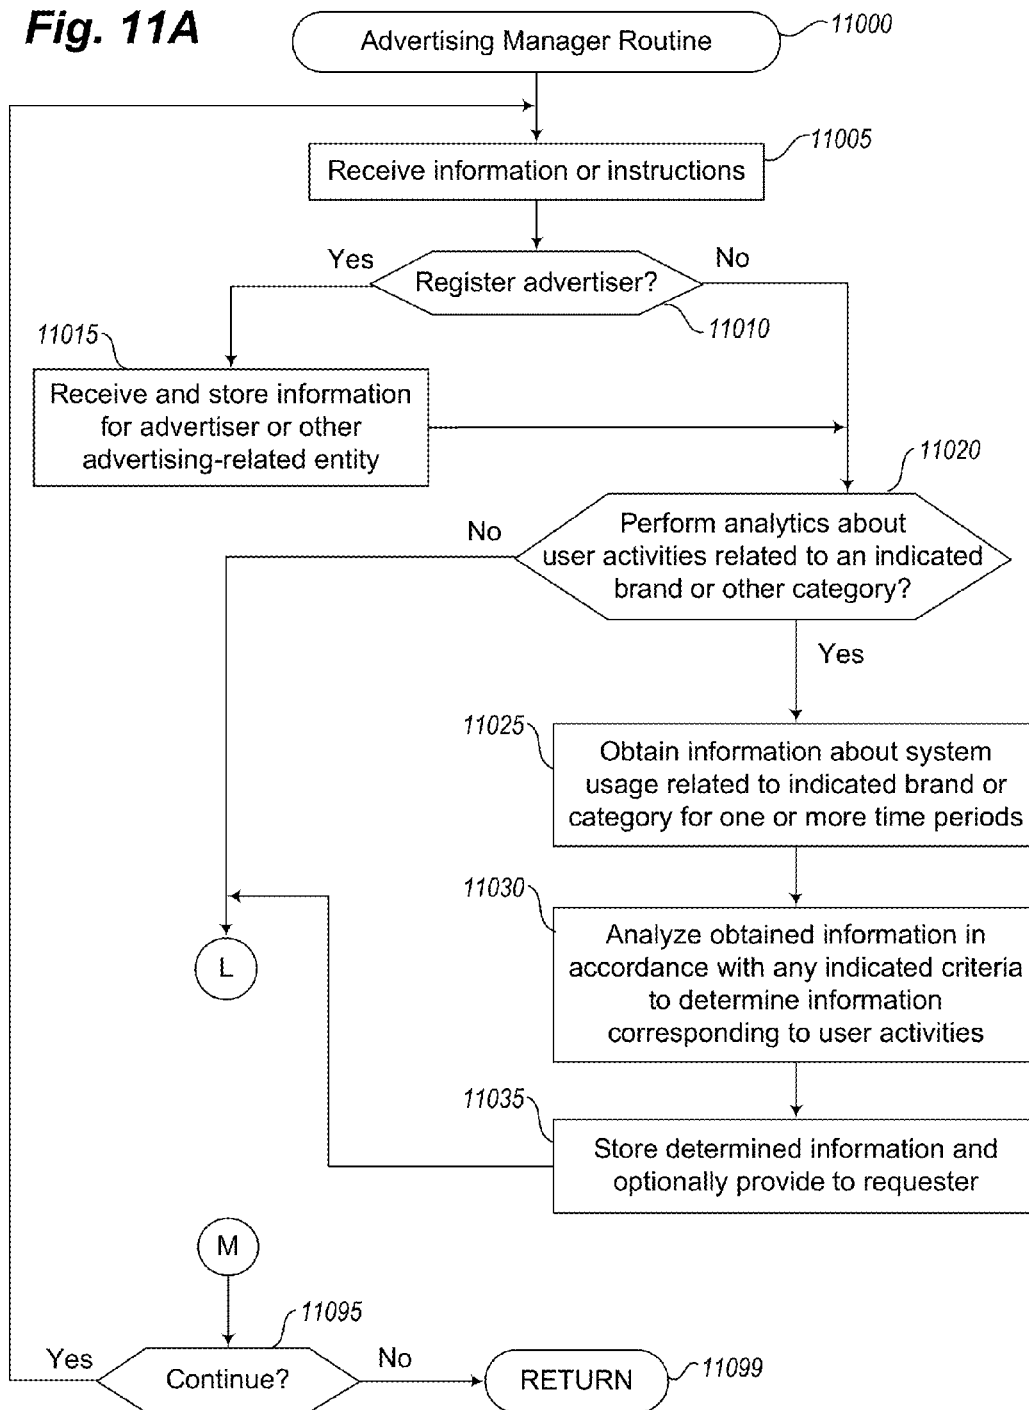 Fig. 11A
Advertising Manager Routine
11000
11005
Receive information or instructions
Yes
No
Register advertiser?
11010
11015
Receive and store information
for advertiser or other
advertising-related entity
11020
No
Perform analytics about
user activities related to an indicated
brand or other category?
Yes
11025
Obtain information about system
usage related to indicated brand or
category for one or more time periods
11030
Analyze obtained information in
accordance with any indicated criteria
to determine information
corresponding to user activities
L
11035
Store determined information and
optionally provide to requester
M
11095
Yes
Continue?
No
RETURN
11099